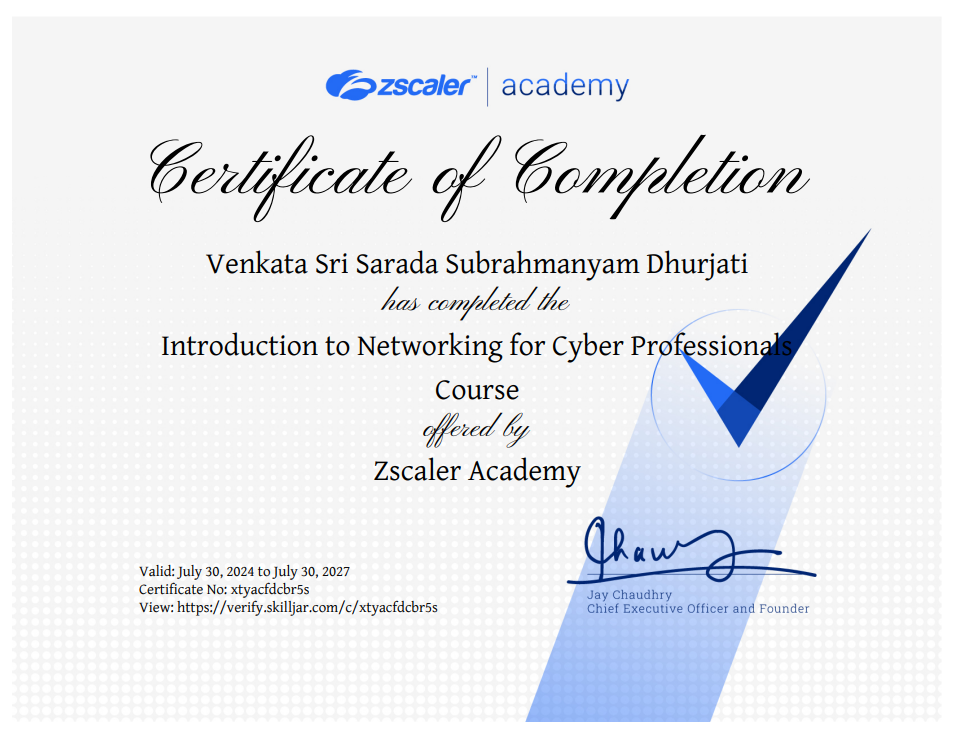 zscaler™ academy
Certificate of Completion
Venkata Sri Sarada Subrahmanyam Dhurjati
has completed the
Introduction to Networking for Cyber Professionals
Course
offered by
Zscaler Academy
Valid: July 30, 2024 to July 30, 2027
Certificate No: xtyacfdcbr5s
View: https://verify.skilljar.com/c/xtyacfdcbr5s
Jay Chaudhry
Chief Executive Officer and Founder